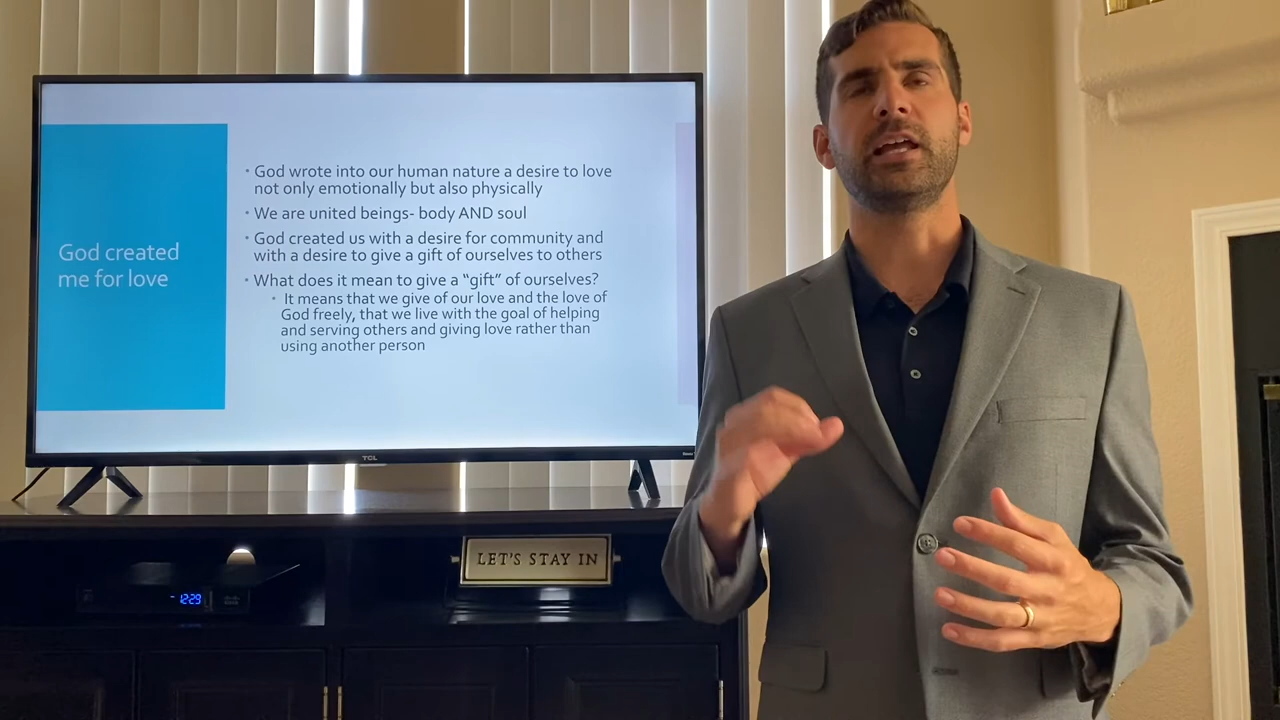 God created
me for love
• God wrote into our human nature a desire to love
not only emotionally but also physically
• We are united beings- body AND soul
• God created us with a desire for community and
with a desire to give a gift of ourselves to others
• What does it mean to give a “gift” of ourselves?
• It means that we give of our love and the love of
God freely, that we live with the goal of helping
and serving others and giving love rather than
using another person
TCL
LET'S STAY IN
12:29